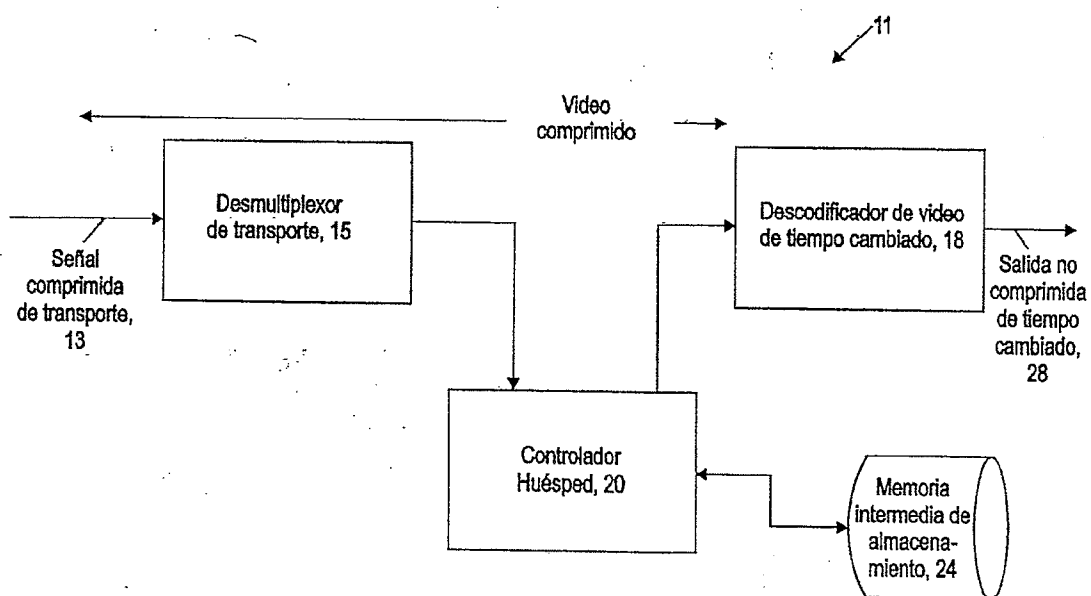 11
Video
comprimido
Desmultiplexor
de transporte, 15
Descodificador de video
de tiempo cambiado, 18
Señal
comprimida
de transporte,
13
Salida no
comprimida
de tiempo
cambiado,
28
Controlador
Huésped, 20
Memoria
intermedia de
almacena-
miento, 24